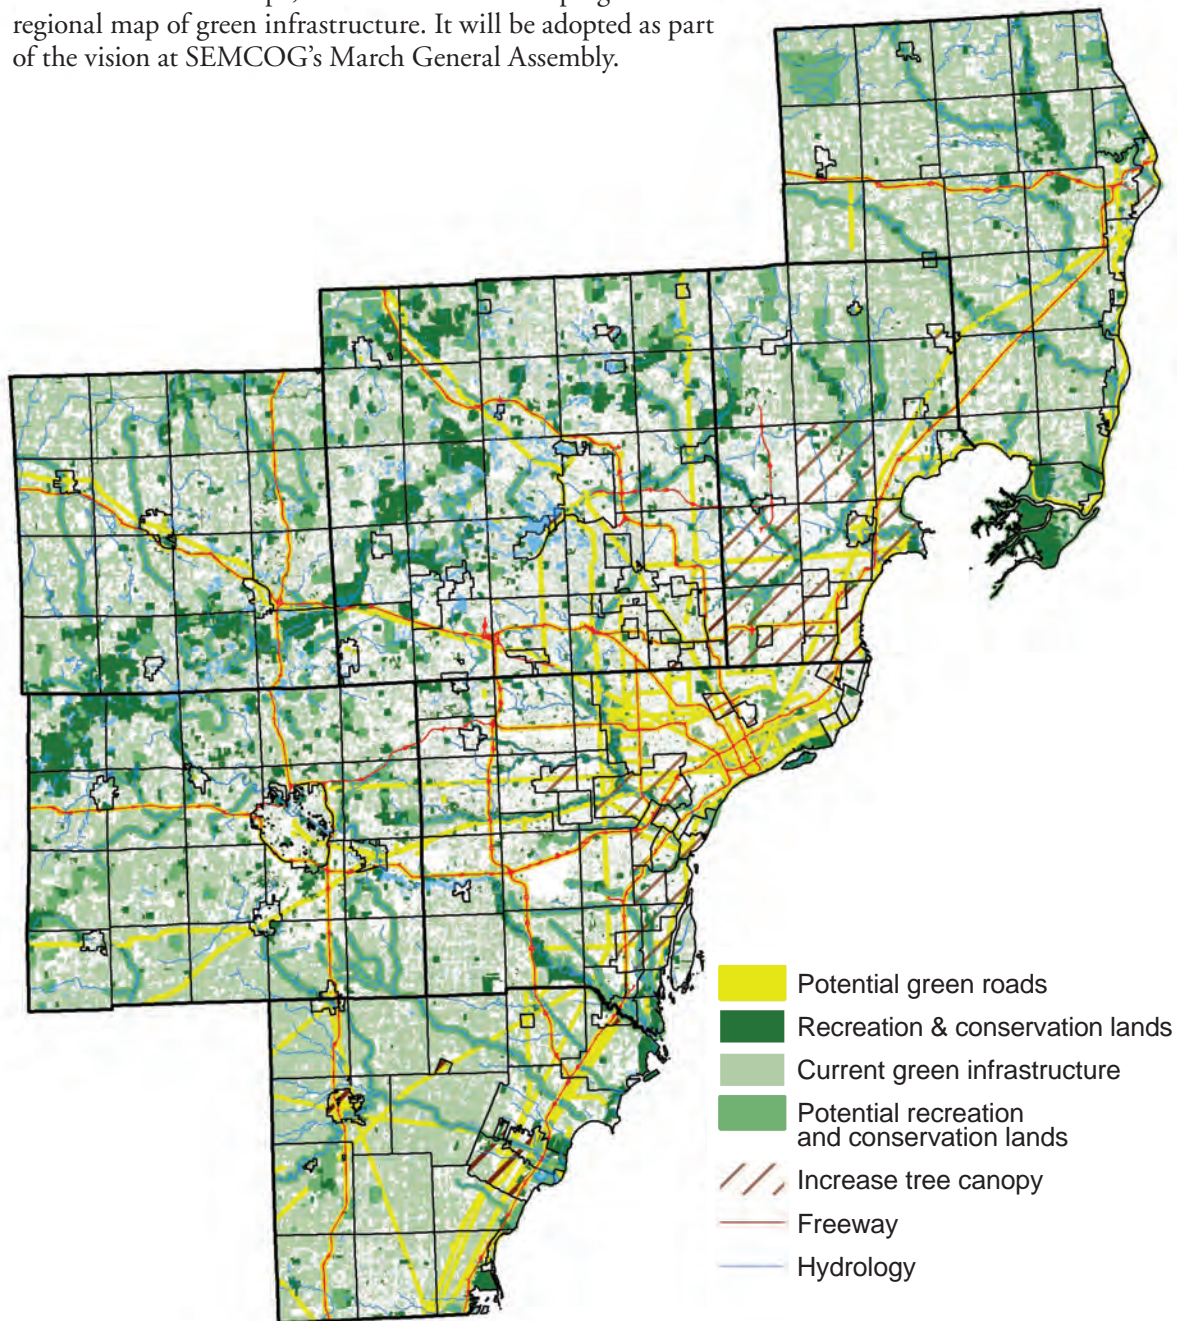 regional map of green infrastructure. It will be adopted as part
of the vision at SEMCOG's March General Assembly.
Potential green roads
Recreation & conservation lands
Current green infrastructure
Potential recreation
and conservation lands
Increase tree canopy
Freeway
Hydrology